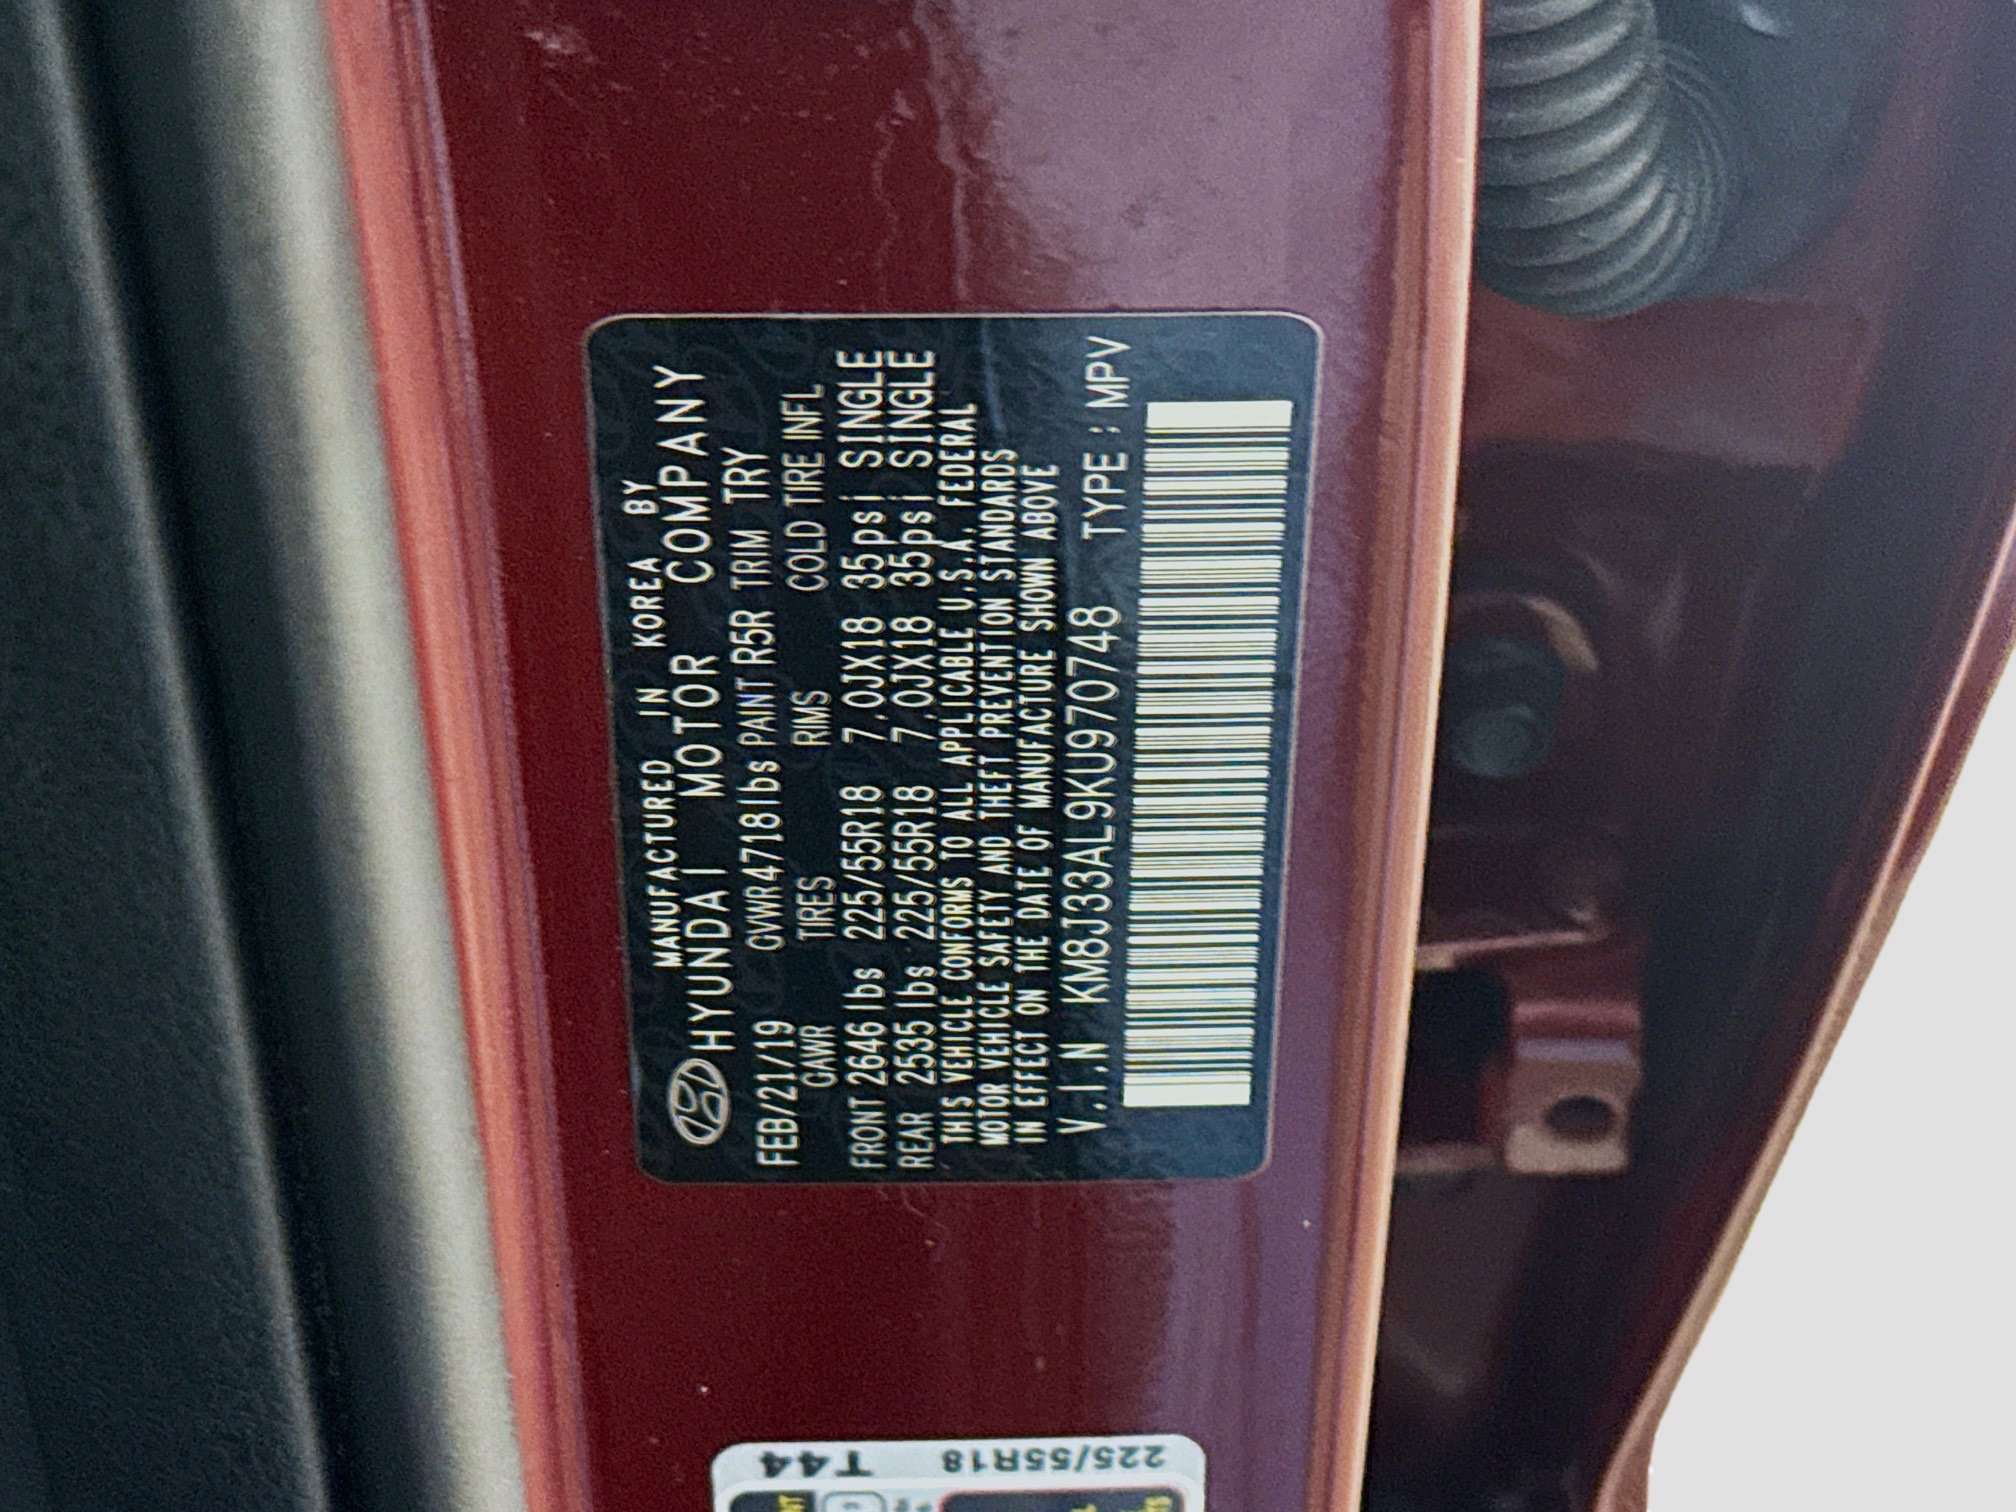 MANUFACTURED IN KOREA BY
HYUNDAI MOTOR COMPANY
FEB/21/19 GVWR4718lbs PAINT R5R TRIM TRY
GAWR TIRES RIMS COLD TIRE INFL
FRONT 2646 lbs 225/55R18 7.0JX18 35psi SINGLE
REAR 2535 lbs 225/55R18 7.0JX18 35psi SINGLE
THIS VEHICLE CONFORMS TO ALL APPLICABLE U.S.A. FEDERAL
MOTOR VEHICLE SAFETY AND THEFT PREVENTION STANDARDS
IN EFFECT ON THE DATE OF MANUFACTURE SHOWN ABOVE
V.I.N KM8J33AL9KU970748 TYPE : MPV
225/55R18 T44